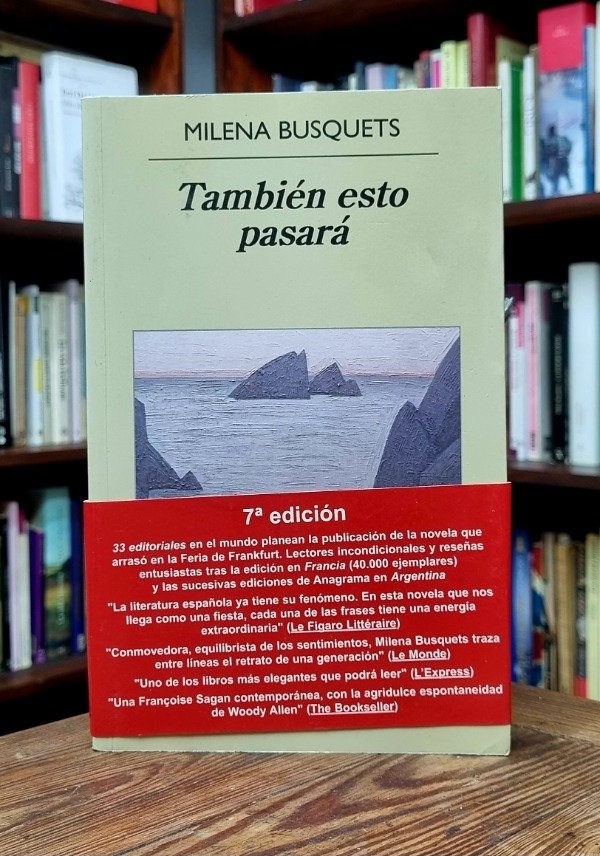 MILENA BUSQUETS
También esto
pasará
7ª edición
33 editoriales en el mundo planean la publicación de la novela que
arrasó en la Feria de Frankfurt. Lectores incondicionales y reseñas
entusiastas tras la edición en Francia (40.000 ejemplares)
y las sucesivas ediciones de Anagrama en Argentina
"La literatura española ya tiene su fenómeno. En esta novela que nos
llega como una fiesta, cada una de las frases tiene una energía
extraordinaria" (Le Figaro Littéraire)
"Conmovedora, equilibrista de los sentimientos, Milena Busquets traza
entre líneas el retrato de una generación" (Le Monde)
"Uno de los libros más elegantes que podrá leer" (L'Express)
"Una Françoise Sagan contemporánea, con la agridulce espontaneidad
de Woody Allen" (The Bookseller)